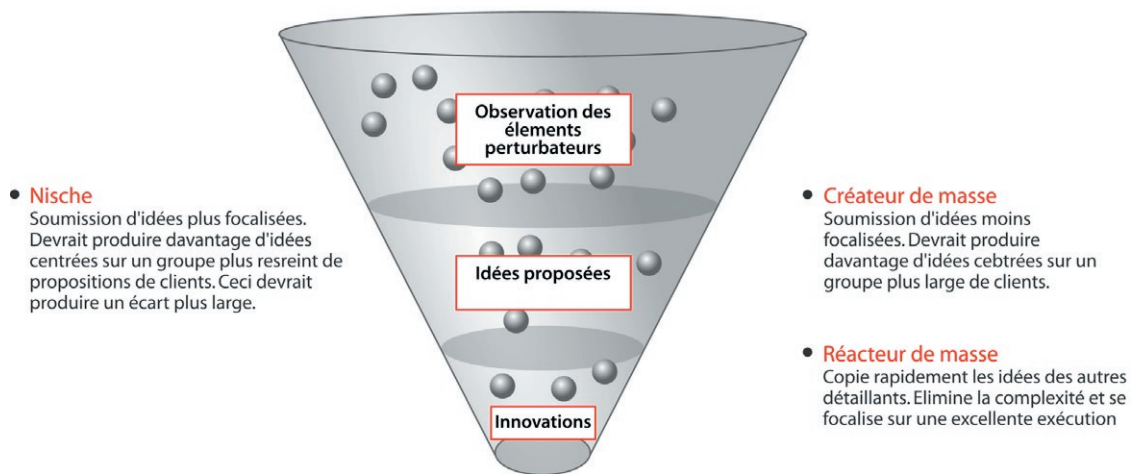 Observation des
élements
perturbateurs
• Nische
Soumission d'idées plus focalisées.
Devrait produire davantage d'idées
centrées sur un groupe plus resreint de
propositions de clients. Ceci devrait
produire un écart plus large.
Idées proposées
Innovations
• Créateur de masse
Soumission d'idées moins
focalisées. Devrait produire
davantage d'idées cebtrées sur un
groupe plus large de clients.
• Réacteur de masse
Copie rapidement les idées des autres
détaillants. Elimine la complexité et se
focalise sur une excellente exécution